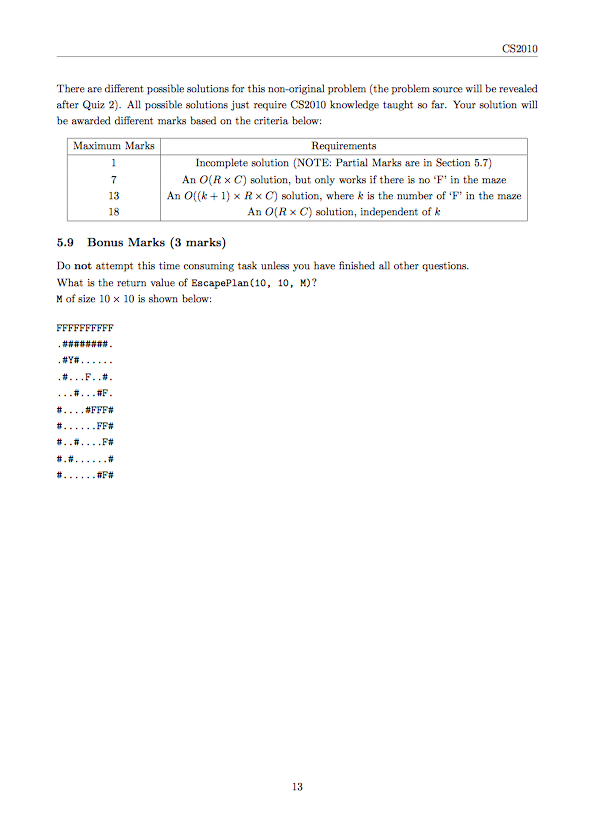 CS2010
There are different possible solutions for this non-original problem (the problem source will be revealed
after Quiz 2). All possible solutions just require CS2010 knowledge taught so far. Your solution will
be awarded different marks based on the criteria below:
Maximum Marks Requirements
1 Incomplete solution (NOTE: Partial Marks are in Section 5.7)
7 An O(R × C) solution, but only works if there is no ‘F’ in the maze
13 An O((k + 1) × R × C) solution, where k is the number of ‘F’ in the maze
18 An O(R × C) solution, independent of k
5.9 Bonus Marks (3 marks)
Do not attempt this time consuming task unless you have finished all other questions.
What is the return value of EscapePlan(10, 10, M)?
M of size 10 × 10 is shown below:
FFFFFFFFFF
.########.
.#Y#......
.#...F..#.
...#...#F.
#....#FFF#
#......FF#
#..#....F#
#.#......#
#......#F#
13